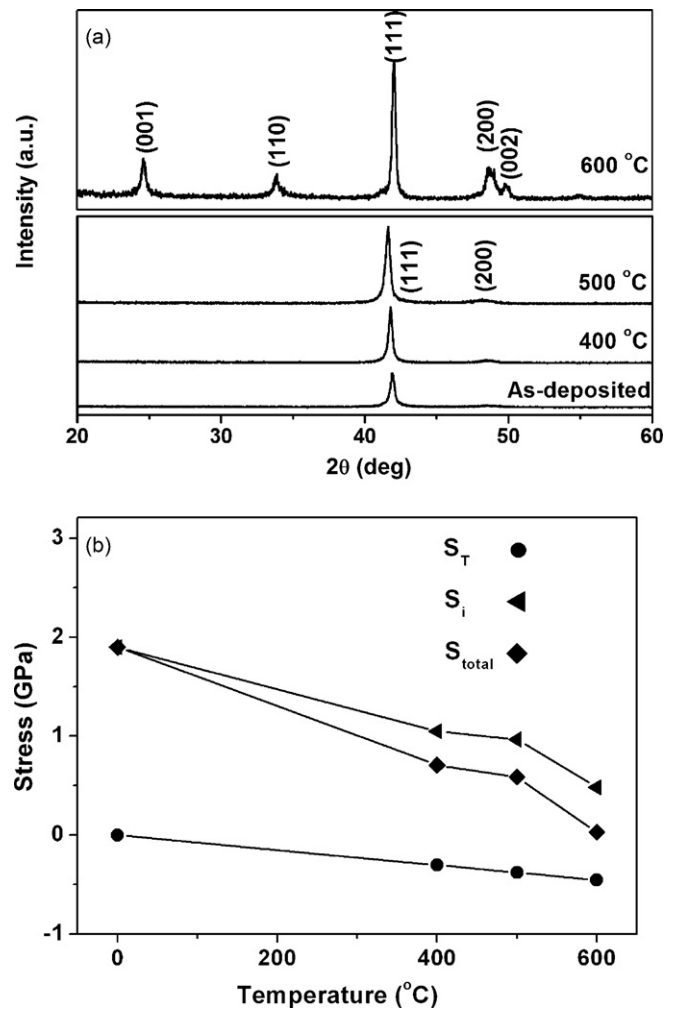 (a)
(001)
(110)
(111)
(200)
(002)
600 °C
Intensity (a.u.)
(111)
(200)
500 °C
400 °C
As-deposited
20 30 40 50 60
2θ (deg)
(b)
S_T
S_i
S_total
3
2
1
0
-1
Stress (GPa)
0 200 400 600
Temperature (°C)